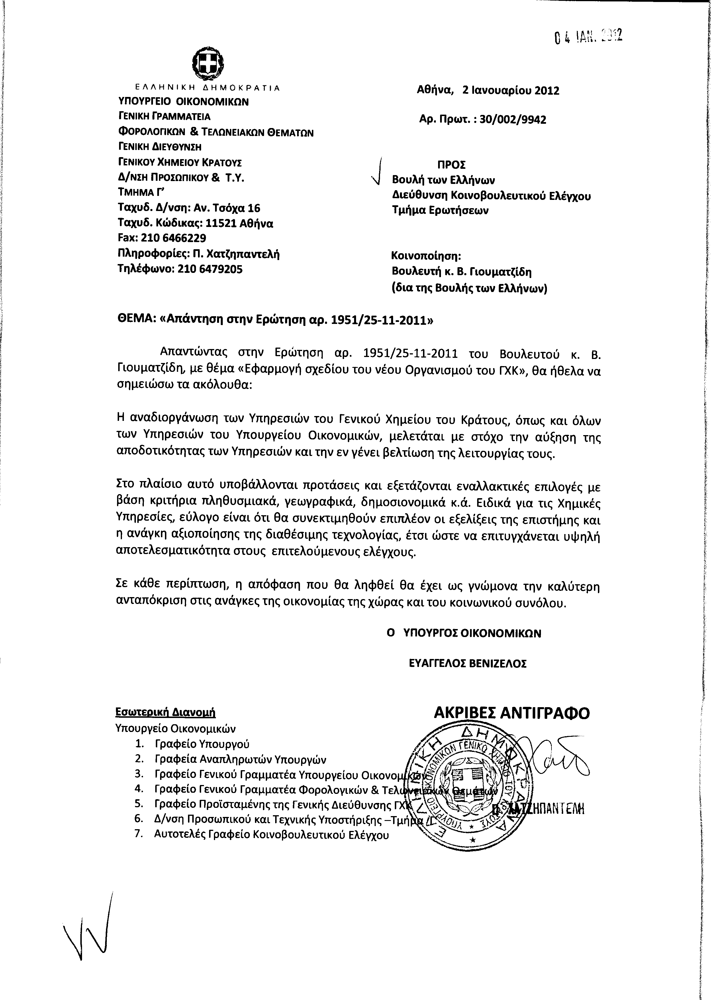 04 ΙΑΝ. 2012
ΕΛΛΗΝΙΚΗ ΔΗΜΟΚΡΑΤΙΑ
ΥΠΟΥΡΓΕΙΟ ΟΙΚΟΝΟΜΙΚΩΝ
ΓΕΝΙΚΗ ΓΡΑΜΜΑΤΕΙΑ
ΦΟΡΟΛΟΓΙΚΩΝ & ΤΕΛΩΝΕΙΑΚΩΝ ΘΕΜΑΤΩΝ
ΓΕΝΙΚΗ ΔΙΕΥΘΥΝΣΗ
ΓΕΝΙΚΟΥ ΧΗΜΕΙΟΥ ΚΡΑΤΟΥΣ
Δ/ΝΣΗ ΠΡΟΣΩΠΙΚΟΥ & Τ.Υ.
ΤΜΗΜΑ Γ’
Ταχυδ. Δ/νση: Αν. Τσόχα 16
Ταχυδ. Κώδικας: 11521 Αθήνα
Fax: 210 6466229
Πληροφορίες: Π. Χατζηπαντελή
Τηλέφωνο: 210 6479205
Αθήνα, 2 Ιανουαρίου 2012
Αρ. Πρωτ. : 30/002/9942
ΠΡΟΣ
Βουλή των Ελλήνων
Διεύθυνση Κοινοβουλευτικού Ελέγχου
Τμήμα Ερωτήσεων
Κοινοποίηση:
Βουλευτή κ. Β. Γιουματζίδη
(δια της Βουλής των Ελλήνων)
ΘΕΜΑ: «Απάντηση στην Ερώτηση αρ. 1951/25-11-2011»
Απαντώντας στην Ερώτηση αρ. 1951/25-11-2011 του Βουλευτού κ. Β.
Γιουματζίδη, με θέμα «Εφαρμογή σχεδίου του νέου Οργανισμού του ΓΧΚ», θα ήθελα να
σημειώσω τα ακόλουθα:
Η αναδιοργάνωση των Υπηρεσιών του Γενικού Χημείου του Κράτους, όπως και όλων
των Υπηρεσιών του Υπουργείου Οικονομικών, μελετάται με στόχο την αύξηση της
αποδοτικότητας των Υπηρεσιών και την εν γένει βελτίωση της λειτουργίας τους.
Στο πλαίσιο αυτό υποβάλλονται προτάσεις και εξετάζονται εναλλακτικές επιλογές με
βάση κριτήρια πληθυσμιακά, γεωγραφικά, δημοσιονομικά κ.ά. Ειδικά για τις Χημικές
Υπηρεσίες, εύλογο είναι ότι θα συνεκτιμηθούν επιπλέον οι εξελίξεις της επιστήμης και
η ανάγκη αξιοποίησης της διαθέσιμης τεχνολογίας, έτσι ώστε να επιτυγχάνεται υψηλή
αποτελεσματικότητα στους επιτελούμενους ελέγχους.
Σε κάθε περίπτωση, η απόφαση που θα ληφθεί θα έχει ως γνώμονα την καλύτερη
ανταπόκριση στις ανάγκες της οικονομίας της χώρας και του κοινωνικού συνόλου.
Ο ΥΠΟΥΡΓΟΣ ΟΙΚΟΝΟΜΙΚΩΝ
ΕΥΑΓΓΕΛΟΣ ΒΕΝΙΖΕΛΟΣ
Εσωτερική Διανομή
Υπουργείο Οικονομικών
1. Γραφείο Υπουργού
2. Γραφεία Αναπληρωτών Υπουργών
3. Γραφείο Γενικού Γραμματέα Υπουργείου Οικονομικών
4. Γραφείο Γενικού Γραμματέα Φορολογικών & Τελωνειακών Θεμάτων
5. Γραφείο Προϊσταμένης της Γενικής Διεύθυνσης ΓΧΚ
6. Δ/νση Προσωπικού και Τεχνικής Υποστήριξης –Τμήμα /Γ
7. Αυτοτελές Γραφείο Κοινοβουλευτικού Ελέγχου
ΑΚΡΙΒΕΣ ΑΝΤΙΓΡΑΦΟ
ΕΛΛΗΝΙΚΗ ΔΗΜΟΚΡΑΤΙΑ
ΥΠΟΥΡΓΕΙΟ ΟΙΚΟΝΟΜΙΚΩΝ ΓΕΝΙΚΟ ΧΗΜΕΙΟ ΤΟΥ ΚΡΑΤΟΥΣ
Π. ΧΑΤΖΗΠΑΝΤΕΛΗ